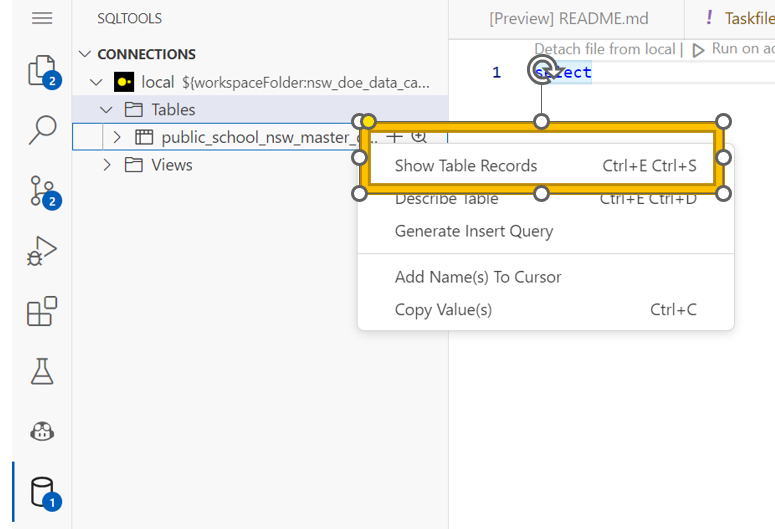 SQLTOOLS
[Preview] README.md
! Taskfile
CONNECTIONS
Detach file from local | Run on ac
local ${workspaceFolder:nsw_doe_data_ca...
1 select
Tables
public_school_nsw_master_
Show Table Records Ctrl+E Ctrl+S
Views
Describe Table Ctrl+E Ctrl+D
Generate Insert Query
Add Name(s) To Cursor
Copy Value(s) Ctrl+C
2
2
1